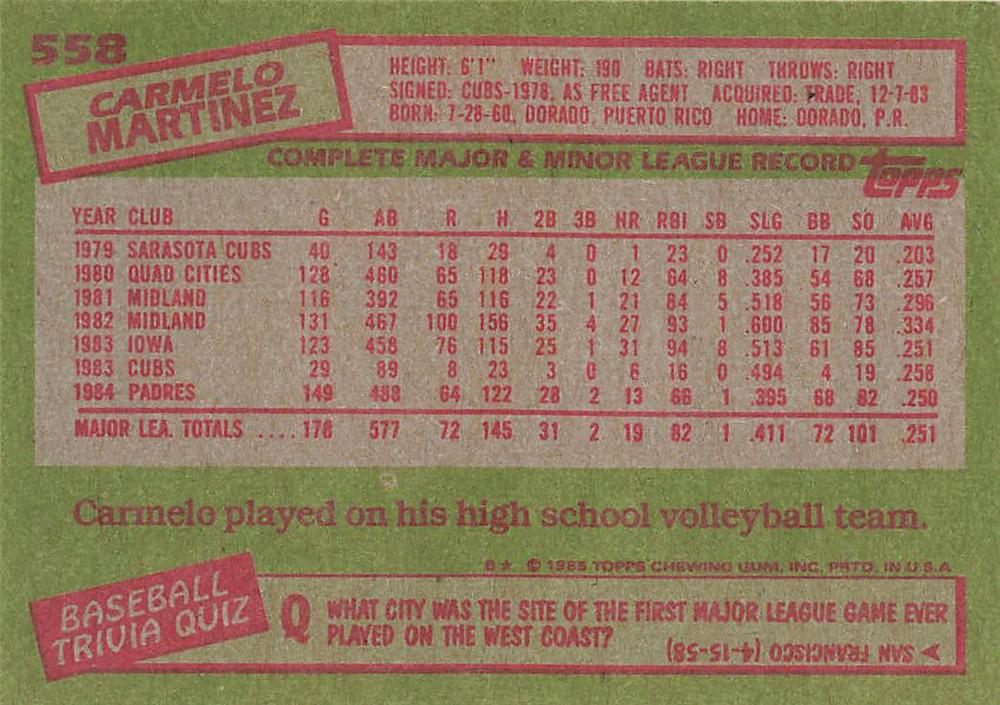 558
CARMELO
MARTINEZ
HEIGHT: 6'1" WEIGHT: 190 BATS: RIGHT THROWS: RIGHT
SIGNED: CUBS-1978, AS FREE AGENT ACQUIRED: TRADE, 12-7-83
BORN: 7-28-60, DORADO, PUERTO RICO HOME: DORADO, P.R.
COMPLETE MAJOR & MINOR LEAGUE RECORD
Topps
YEAR CLUB G AB R H 2B 3B HR RBI SB SLG BB SO AVG
1979 SARASOTA CUBS 40 143 18 29 4 0 1 23 0 .252 17 20 .203
1980 QUAD CITIES 128 460 65 118 23 0 12 64 8 .385 54 68 .257
1981 MIDLAND 116 392 65 116 22 1 21 84 5 .518 56 73 .296
1982 MIDLAND 131 467 100 156 35 4 27 93 1 .600 85 78 .334
1983 IOWA 123 458 76 115 25 1 31 94 8 .513 61 85 .251
1983 CUBS 29 89 8 23 3 0 6 16 0 .494 4 19 .258
1984 PADRES 149 488 64 122 28 2 13 66 1 .395 68 82 .250
MAJOR LEA. TOTALS .... 178 577 72 145 31 2 19 82 1 .411 72 101 .251
Carmelo played on his high school volleyball team.
B★ © 1985 TOPPS CHEWING GUM, INC. PRTD. IN U.S.A.
BASEBALL
TRIVIA QUIZ
Q WHAT CITY WAS THE SITE OF THE FIRST MAJOR LEAGUE GAME EVER
PLAYED ON THE WEST COAST?
A SAN FRANCISCO (4-15-58)